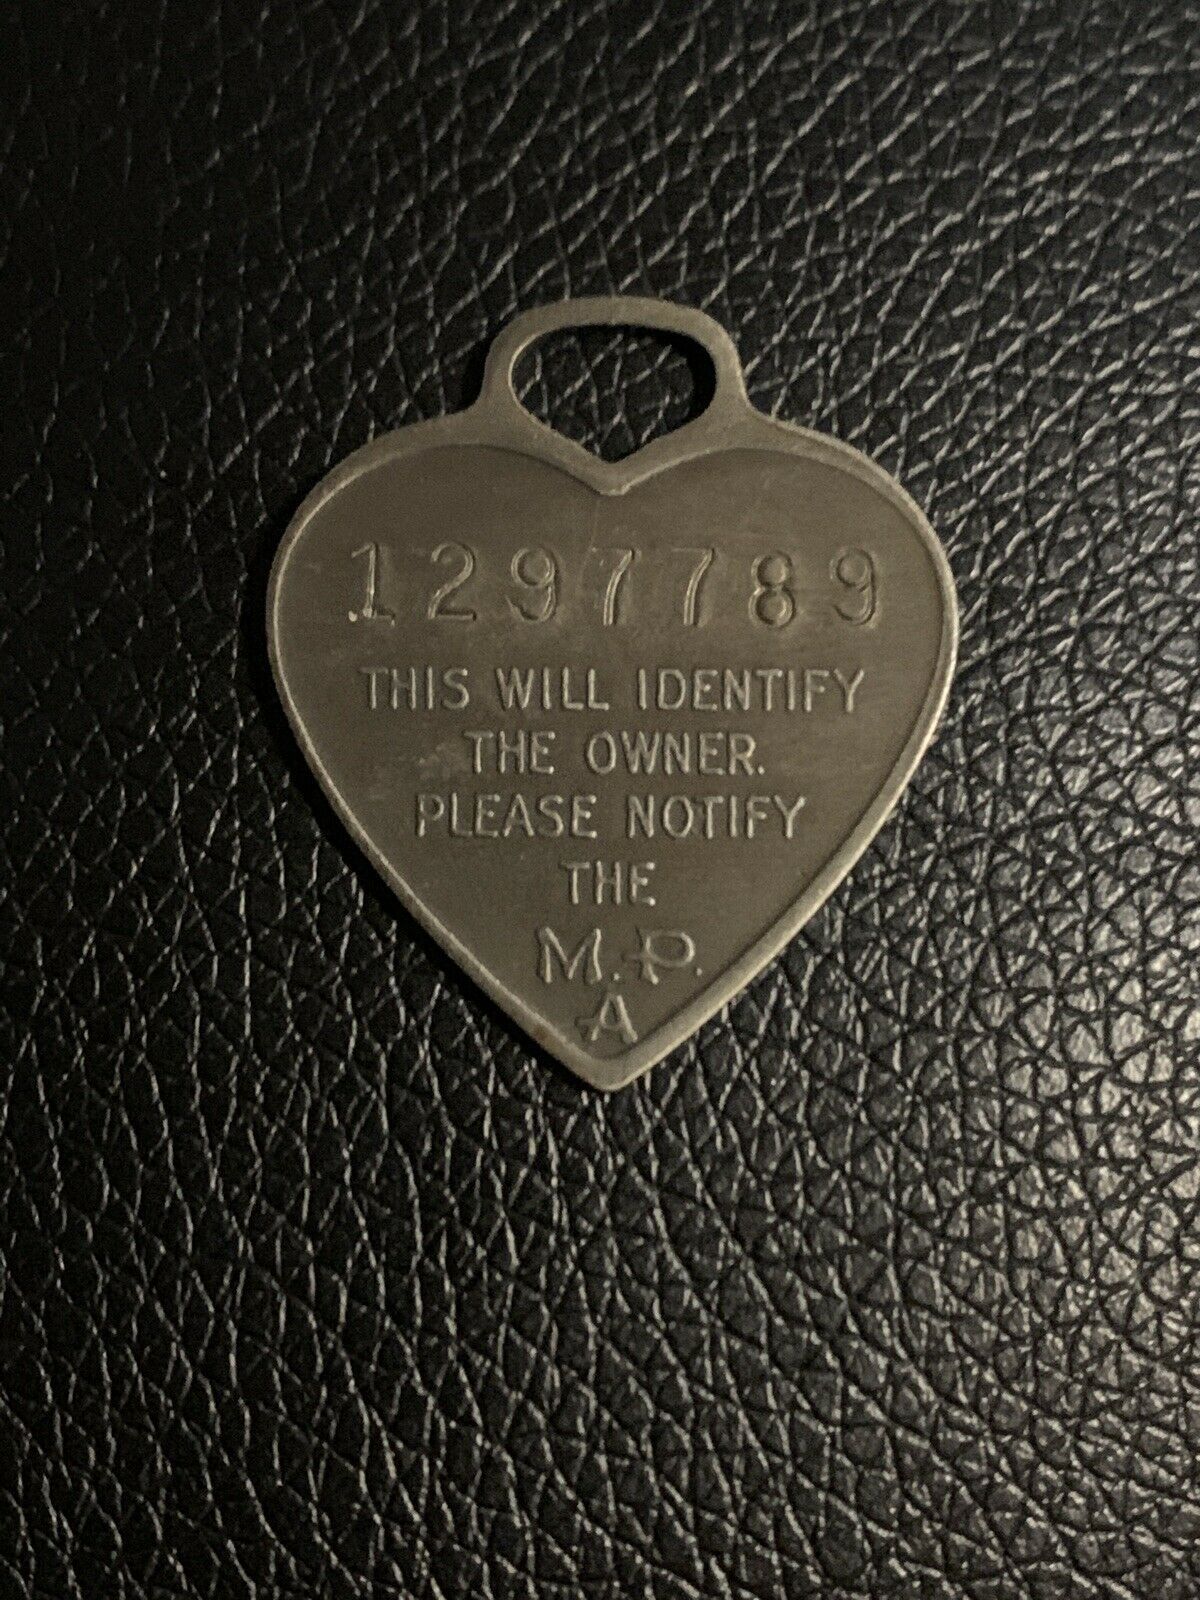 1297789
THIS WILL IDENTIFY
THE OWNER.
PLEASE NOTIFY
THE
M.P.
A